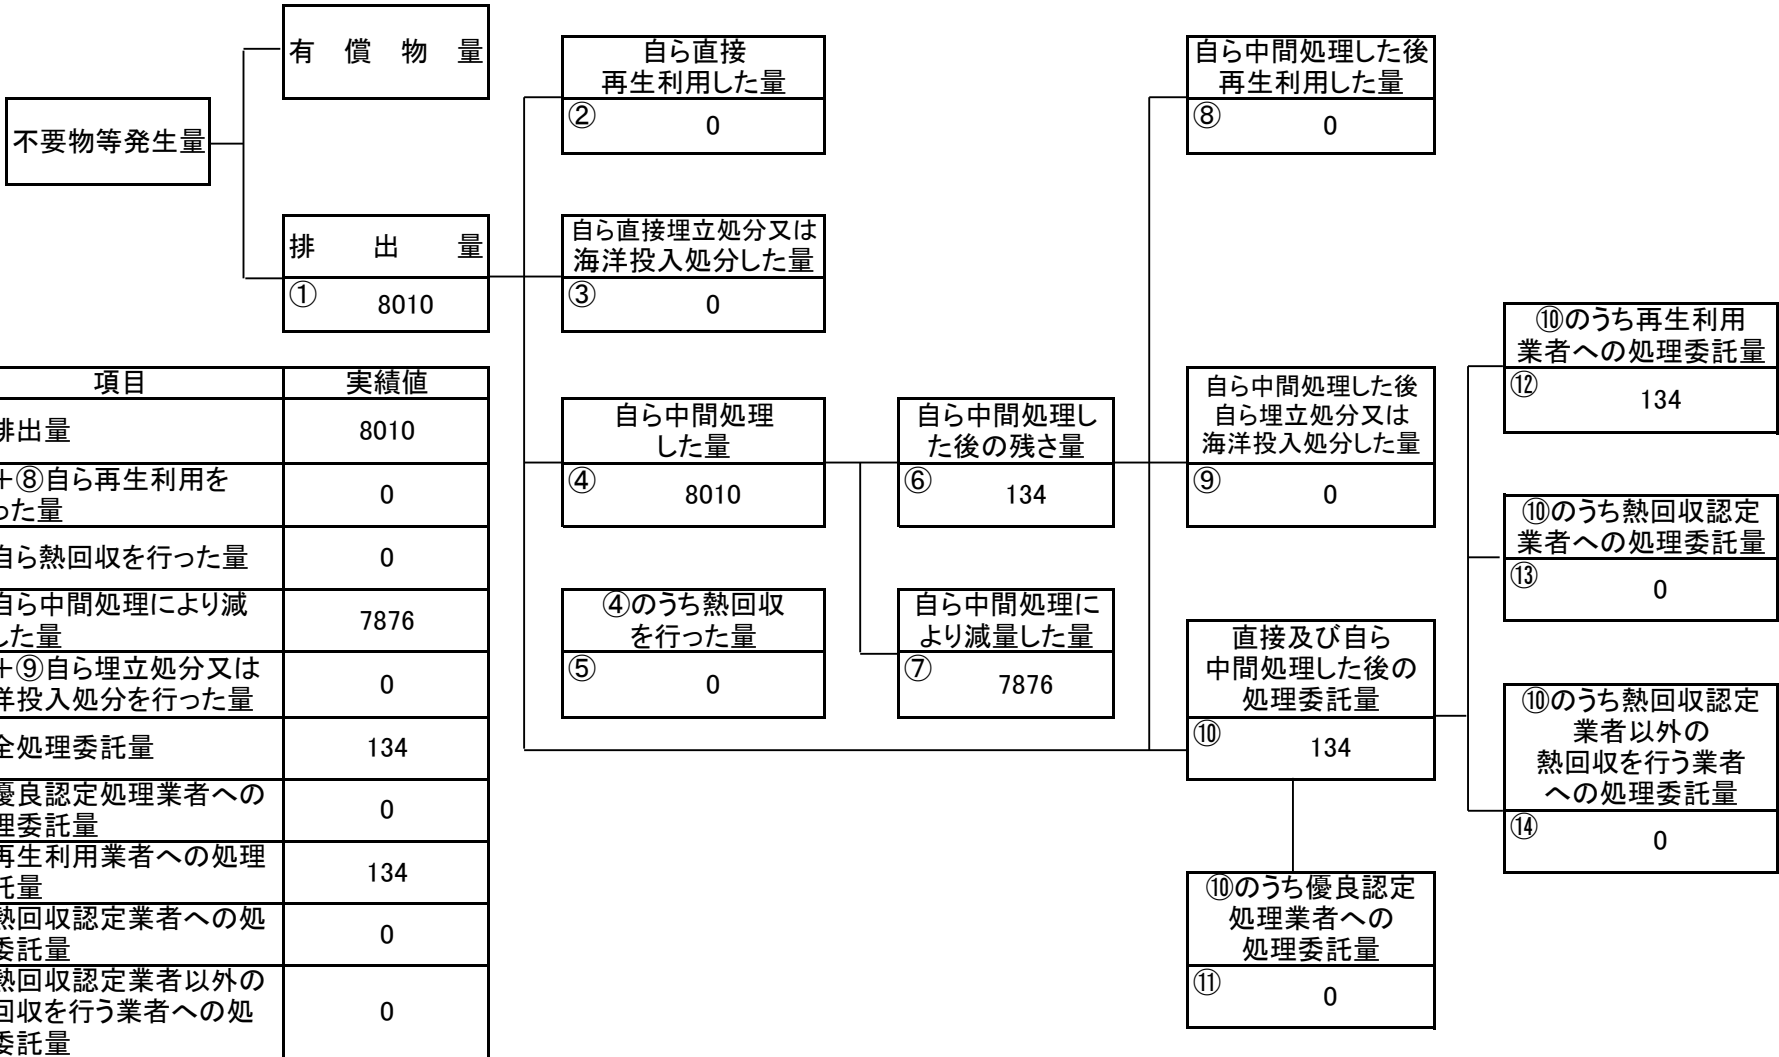 有 償 物 量
不要物等発生量
排 出 量
① 8010
自ら直接
再生利用した量
② 0
自ら直接埋立処分又は
海洋投入処分した量
③ 0
自ら中間処理
した量
④ 8010
④のうち熱回収
を行った量
⑤ 0
自ら中間処理し
た後の残さ量
⑥ 134
自ら中間処理に
より減量した量
⑦ 7876
自ら中間処理した後
再生利用した量
⑧ 0
自ら中間処理した後
自ら埋立処分又は
海洋投入処分した量
⑨ 0
直接及び自ら
中間処理した後の
処理委託量
⑩ 134
⑩のうち優良認定
処理業者への
処理委託量
⑪ 0
⑩のうち再生利用
業者への処理委託量
⑫ 134
⑩のうち熱回収認定
業者への処理委託量
⑬ 0
⑩のうち熱回収認定
業者以外の
熱回収を行う業者
への処理委託量
⑭ 0
項目 実績値
排出量 8010
+⑧自ら再生利用を
った量 0
自ら熱回収を行った量 0
自ら中間処理により減
した量 7876
+⑨自ら埋立処分又は
洋投入処分を行った量 0
全処理委託量 134
優良認定処理業者への
理委託量 0
再生利用業者への処理
託量 134
熱回収認定業者への処
委託量 0
熱回収認定業者以外の
回収を行う業者への処
委託量 0